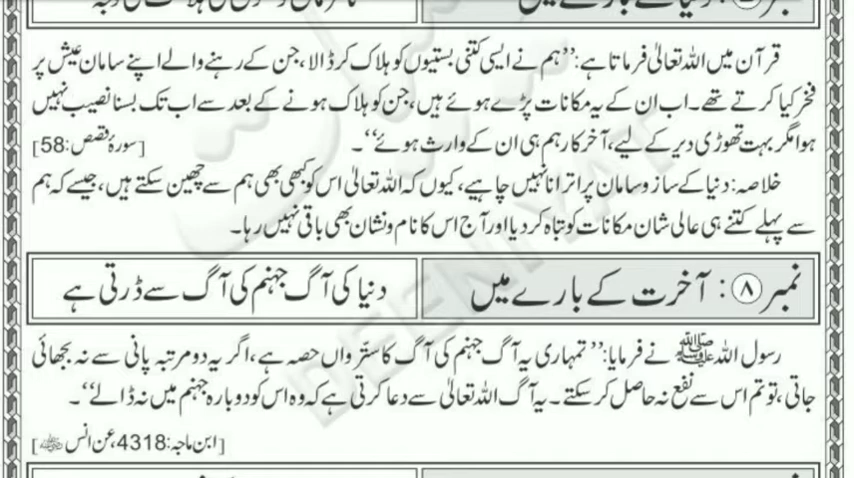 قرآن میں اللہ تعالیٰ فرماتا ہے: ’’ہم نے ایسی کتنی بستیوں کو ہلاک کر ڈالا، جن کے رہنے والے اپنے سامان عیش پر
فخر کیا کرتے تھے۔ اب ان کے یہ مکانات پڑے ہوئے ہیں، جن کو ہلاک ہونے کے بعد سے اب تک بسنا نصیب نہیں
ہوا مگر بہت تھوڑی دیر کے لیے، آخر کار ہم ہی ان کے وارث ہوئے‘‘۔ [سورۂ قصص:58]
خلاصہ: دنیا کے ساز و سامان پر اترانا نہیں چاہیے، کیوں کہ اللہ تعالیٰ اس کو کبھی بھی ہم سے چھین سکتے ہیں، جیسے کہ ہم
سے پہلے کتنے ہی عالی شان مکانات کو تباہ کر دیا اور آج اس کا نام و نشان بھی باقی نہیں رہا۔
نمبر ۸: آخرت کے بارے میں دنیا کی آگ جہنم کی آگ سے ڈرتی ہے
رسول اللہ ﷺ نے فرمایا: ’’تمہاری یہ آگ جہنم کی آگ کا ستّر واں حصہ ہے، اگر یہ دو مرتبہ پانی سے نہ بجھائی
جاتی، تو تم اس سے نفع نہ حاصل کر سکتے۔ یہ آگ اللہ تعالیٰ سے دعا کرتی ہے کہ وہ اس کو دوبارہ جہنم میں نہ ڈالے‘‘۔
[ابن ماجہ:4318، عن انس]
DEENIYAT